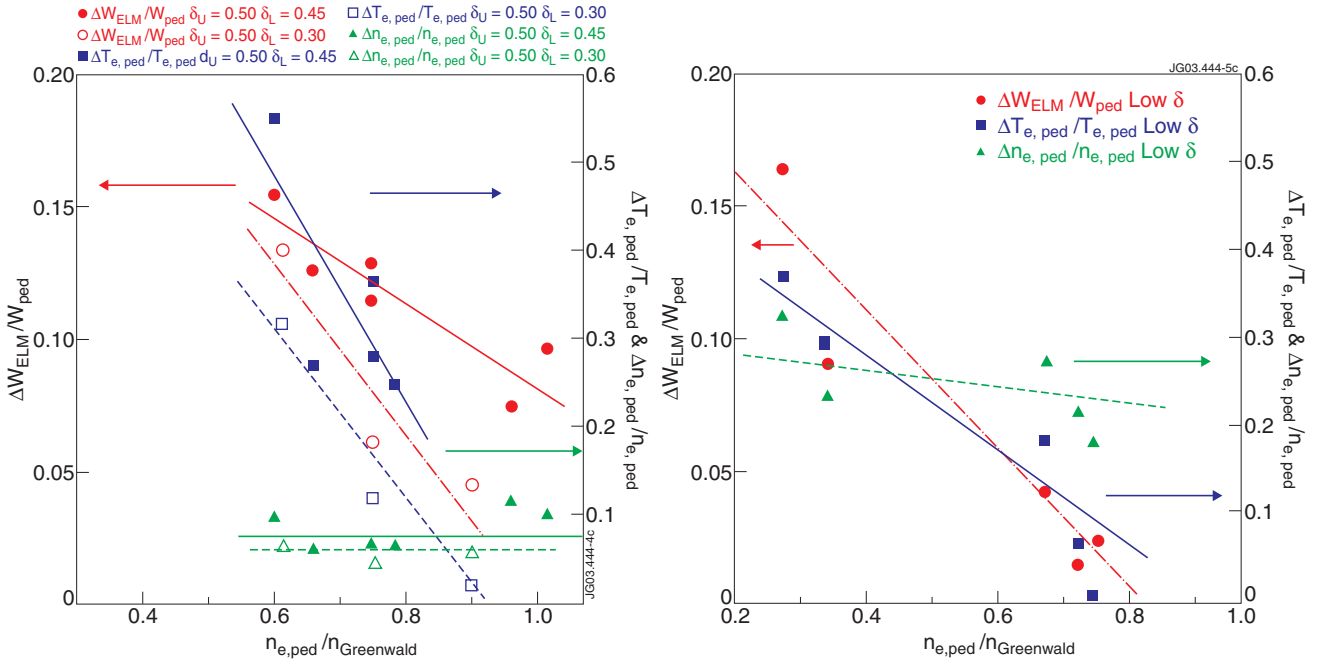 ΔW_ELM/W_ped δ_U = 0.50 δ_L = 0.45
ΔW_ELM/W_ped δ_U = 0.50 δ_L = 0.30
ΔT_e, ped/T_e, ped d_U = 0.50 δ_L = 0.45
ΔT_e, ped/T_e, ped δ_U = 0.50 δ_L = 0.30
Δn_e, ped/n_e, ped δ_U = 0.50 δ_L = 0.45
Δn_e, ped/n_e, ped δ_U = 0.50 δ_L = 0.30
0.20
0.15
0.10
0.05
0
ΔW_ELM/W_ped
0.4
0.6
0.8
1.0
n_e,ped/n_Greenwald
0.6
0.5
0.4
0.3
0.2
0.1
0
ΔT_e, ped/T_e, ped & Δn_e, ped/n_e, ped
JG03.444-4c
JG03.444-5c
ΔW_ELM/W_ped Low δ
ΔT_e, ped/T_e, ped Low δ
Δn_e, ped/n_e, ped Low δ
0.20
0.15
0.10
0.05
0
ΔW_ELM/W_ped
0.2
0.4
0.6
0.8
1.0
n_e,ped/n_Greenwald
0.6
0.5
0.4
0.3
0.2
0.1
0
ΔT_e, ped/T_e, ped & Δn_e, ped/n_e, ped